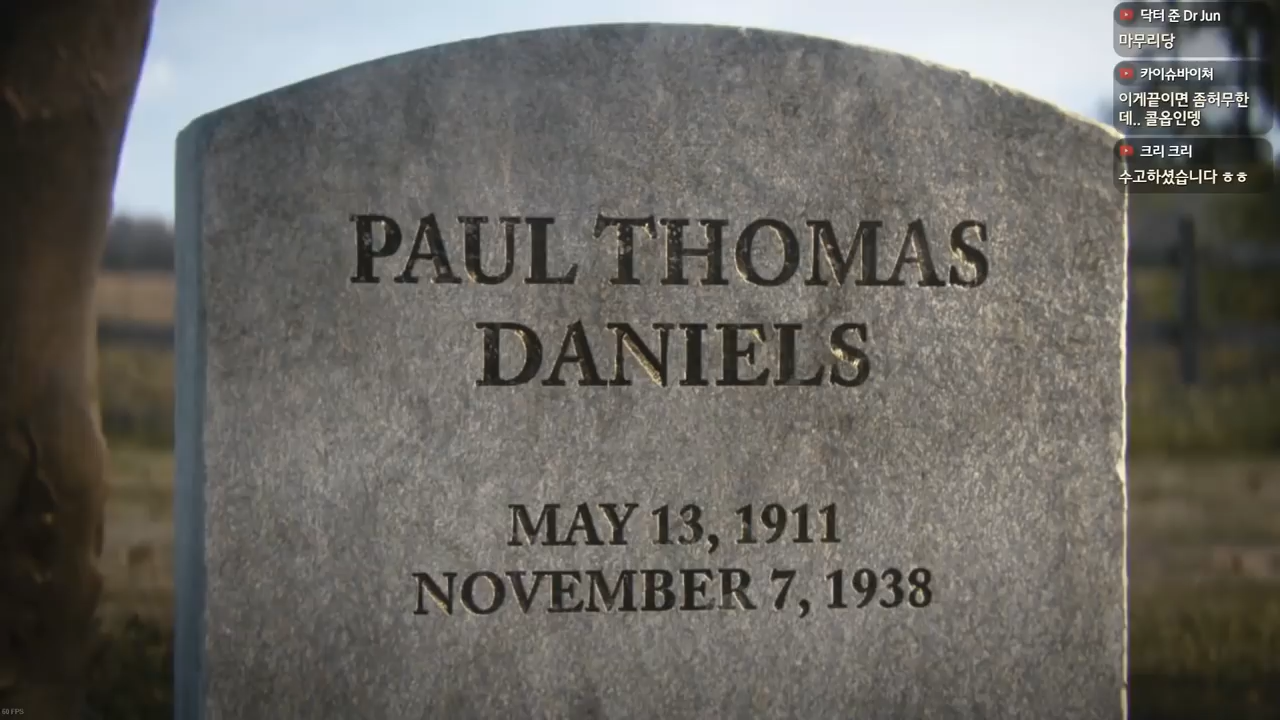 닥터 준 Dr Jun
마무리당
카이슈바이쳐
이게끝이면 좀허무한
데.. 콜옵인뎅
크리 크리
수고하셨습니다 ㅎㅎ
PAUL THOMAS
DANIELS
MAY 13, 1911
NOVEMBER 7, 1938
60 FPS